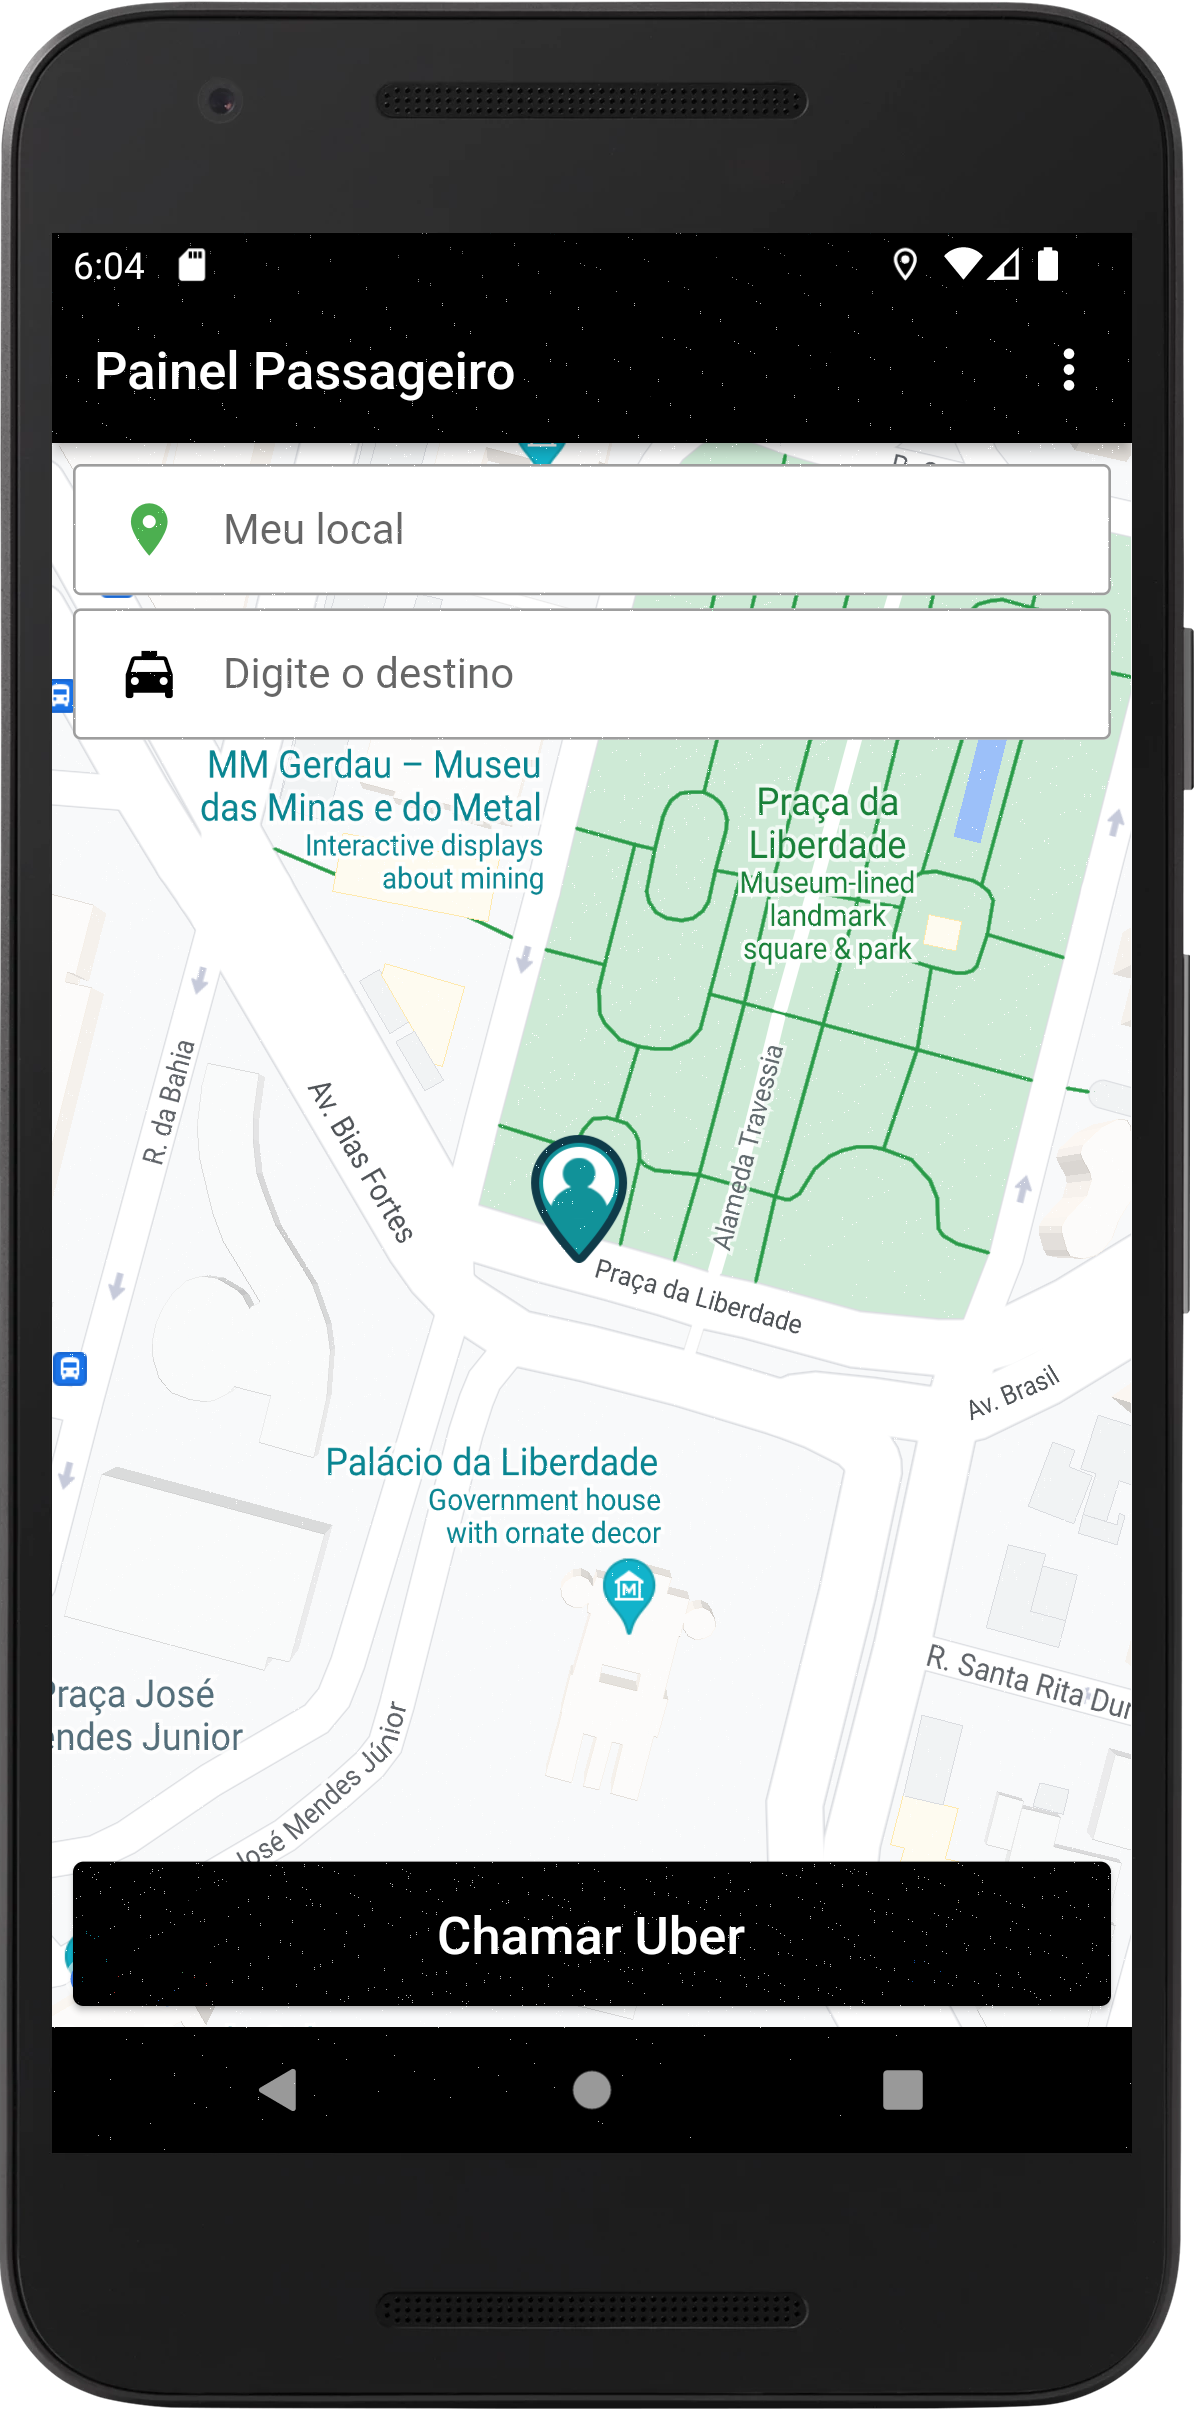 6:04
Painel Passageiro
Meu local
Digite o destino
MM Gerdau – Museu
das Minas e do Metal
Interactive displays
about mining
Praça da
Liberdade
Museum-lined
landmark
square & park
R. da Bahia
Av. Bias Fortes
Alameda Travessia
Praça da Liberdade
Av. Brasil
Palácio da Liberdade
Government house
with ornate decor
M
R. Santa Rita Dur
raça José
endes Junior
José Mendes Júnior
Chamar Uber